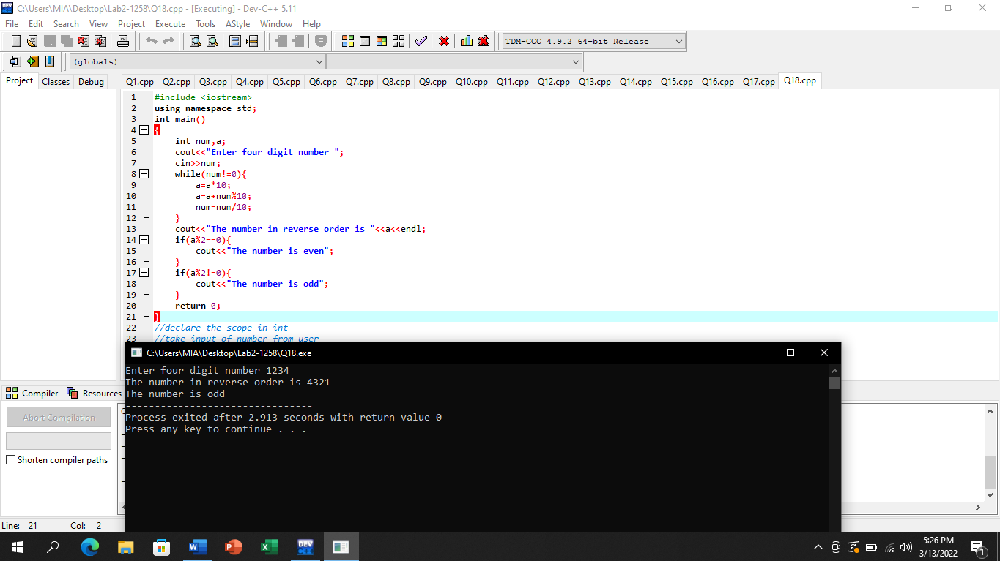 C:\Users\MIA\Desktop\Lab2-1258\Q18.cpp - [Executing] - Dev-C++ 5.11
File Edit Search View Project Execute Tools AStyle Window Help
TDM-GCC 4.9.2 64-bit Release
(globals)
Project Classes Debug Q1.cpp Q2.cpp Q3.cpp Q4.cpp Q5.cpp Q6.cpp Q7.cpp Q8.cpp Q9.cpp Q10.cpp Q11.cpp Q12.cpp Q13.cpp Q14.cpp Q15.cpp Q16.cpp Q17.cpp Q18.cpp
1 #include <iostream>
2 using namespace std;
3 int main()
4 {
5 int num,a;
6 cout<<"Enter four digit number ";
7 cin>>num;
8 while(num!=0){
9 a=a*10;
10 a=a+num%10;
11 num=num/10;
12 }
13 cout<<"The number in reverse order is "<<a<<endl;
14 if(a%2==0){
15 cout<<"The number is even";
16 }
17 if(a%2!=0){
18 cout<<"The number is odd";
19 }
20 return 0;
21 }
22 //declare the scope in int
23 //take input of number from user
C:\Users\MIA\Desktop\Lab2-1258\Q18.exe
Enter four digit number 1234
The number in reverse order is 4321
The number is odd
--------------------------------
Process exited after 2.913 seconds with return value 0
Press any key to continue . . .
Compiler Resources
Abort Compilation
Shorten compiler paths
Line: 21 Col: 2
5:26 PM
3/13/2022
1